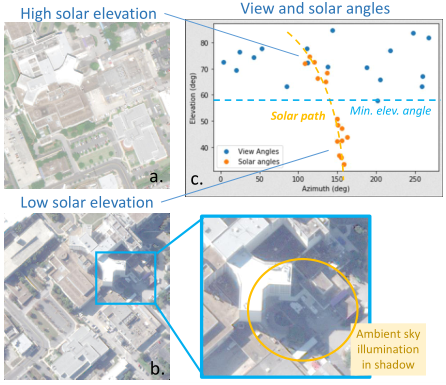 High solar elevation
View and solar angles
a.
Elevation (deg)
80
70
60
50
40
Solar path
Min. elev. angle
View Angles
Solar angles
0
50
100
150
200
250
Azimuth (deg)
c.
Low solar elevation
b.
Ambient sky
illumination
in shadow